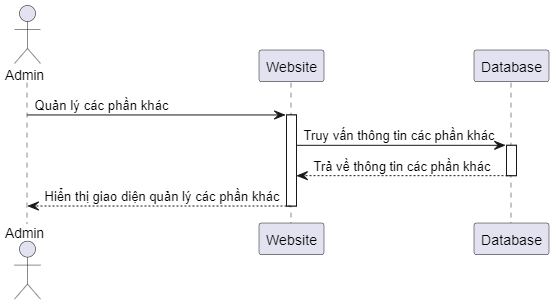 Admin
Website
Database
Quản lý các phần khác
Truy vấn thông tin các phần khác
Trả về thông tin các phần khác
Hiển thị giao diện quản lý các phần khác
Admin
Website
Database